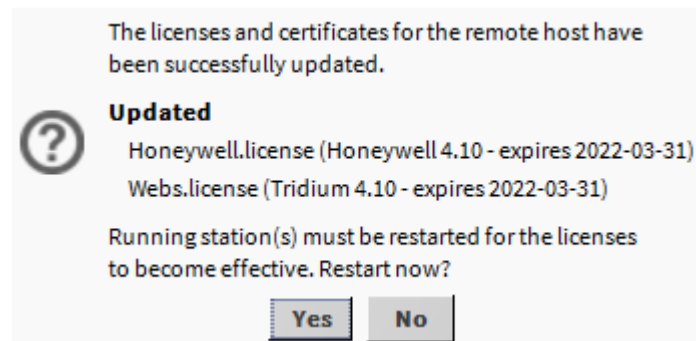 The licenses and certificates for the remote host have
been successfully updated.
Updated
Honeywell.license (Honeywell 4.10 - expires 2022-03-31)
Webs.license (Tridium 4.10 - expires 2022-03-31)
Running station(s) must be restarted for the licenses
to become effective. Restart now?
Yes No